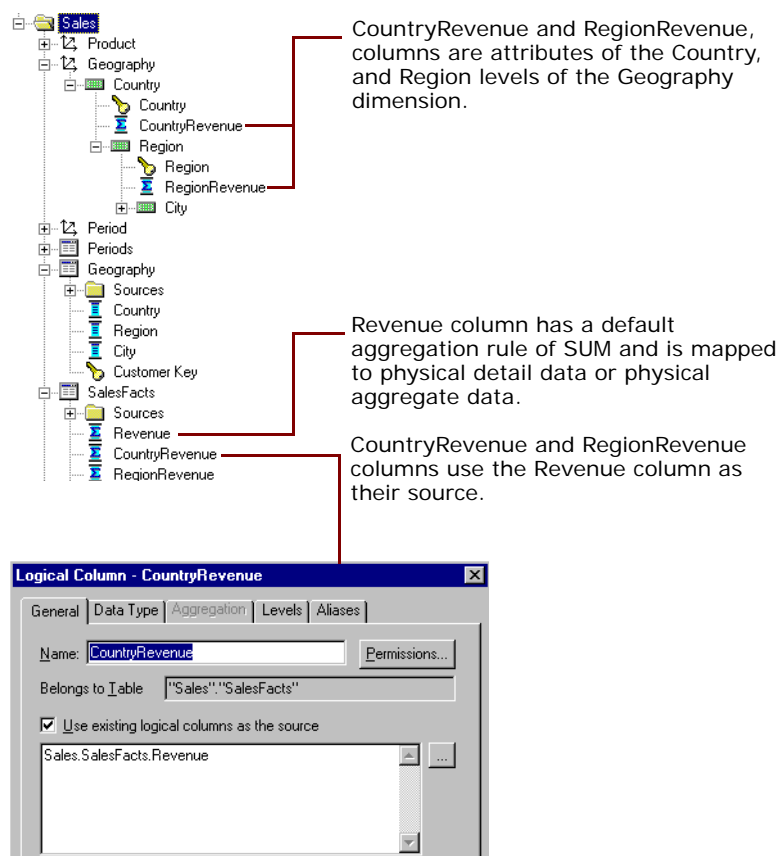 Sales
Product
Geography
Country
Country
CountryRevenue
Region
Region
RegionRevenue
City
Period
Periods
Geography
Sources
Country
Region
City
Customer Key
SalesFacts
Sources
Revenue
CountryRevenue
RegionRevenue
CountryRevenue and RegionRevenue,
columns are attributes of the Country,
and Region levels of the Geography
dimension.
Revenue column has a default
aggregation rule of SUM and is mapped
to physical detail data or physical
aggregate data.
CountryRevenue and RegionRevenue
columns use the Revenue column as
their source.
Logical Column - CountryRevenue
General Data Type Aggregation Levels Aliases
Name: CountryRevenue Permissions...
Belongs to Table "Sales"."SalesFacts"
Use existing logical columns as the source
Sales.SalesFacts.Revenue ...